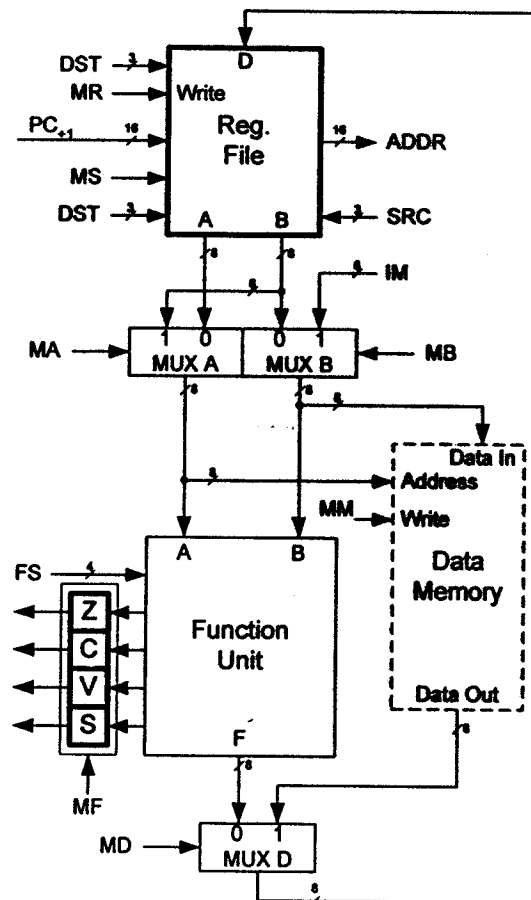 D
DST 3
MR Write
PC+1 16 Reg. File 16 ADDR
MS
DST 3 A B 3 SRC
8 8
8 8 IM
1 0 0 1
MA MUX A MUX B MB
8 8
8
Data In
8 Address
MM Write
A B
Data Memory
FS 4
Z
C Function Unit
V
S
Data Out
F
8 8
MF
0 1
MD MUX D
8